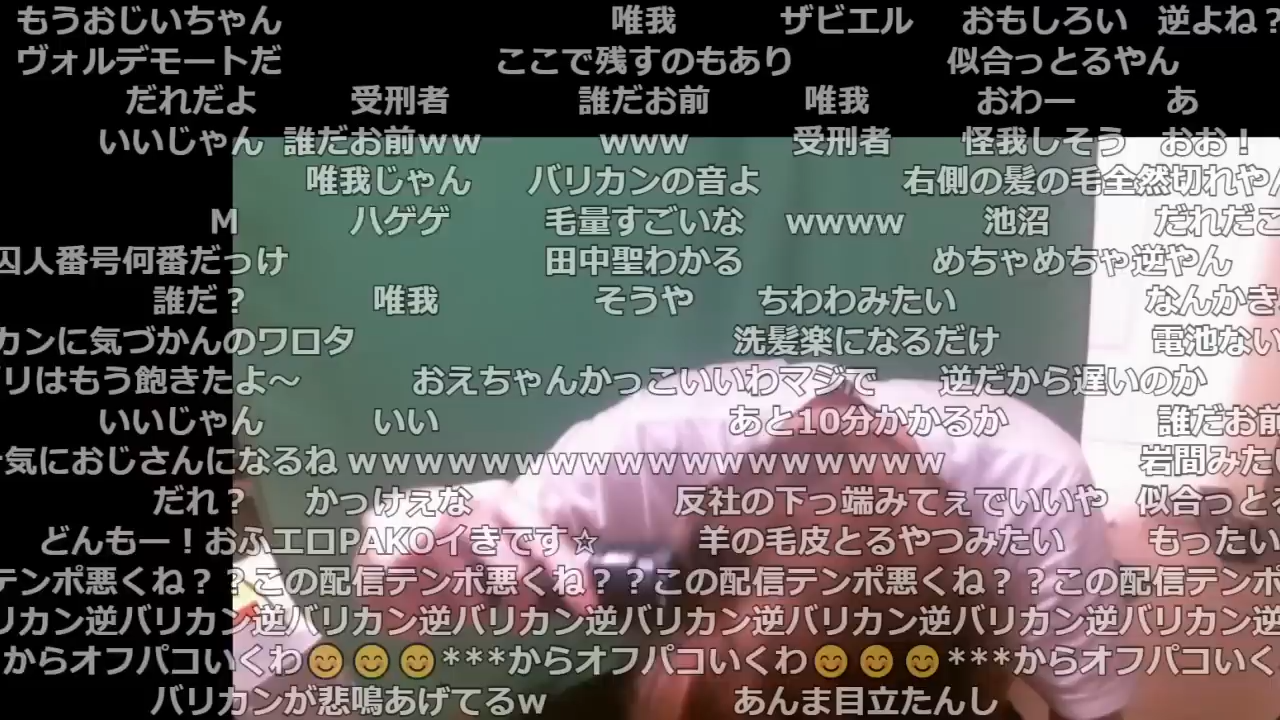 もうおじいちゃん 唯我 ザビエル おもしろい 逆よね？
ヴォルデモートだ ここで残すのもあり 似合っとるやん
だれだよ 受刑者 誰だお前 唯我 おわー あ
いいじゃん 誰だお前ｗｗ www 受刑者 怪我しそう おお！
唯我じゃん バリカンの音よ 右側の髪の毛全然切れや
M ハゲゲ 毛量すごいな wwww 池沼 だれだこ
囚人番号何番だっけ 田中聖わかる めちゃめちゃ逆やん
誰だ？ 唯我 そうや ちわわみたい なんかき
カンに気づかんのワロタ 洗髪楽になるだけ 電池ない
リはもう飽きたよ〜 おえちゃんかっこいいわマジで 逆だから遅いのか
いいじゃん いい あと10分かかるか 誰だお前
気におじさんになるね ｗｗｗｗｗｗｗｗｗｗｗｗｗｗｗｗｗｗ 岩間みたい
だれ？ かっけぇな 反社の下っ端みてぇでいいや 似合っと
どんもー！おふエロPAKOイきです☆ 羊の毛皮とるやつみたい もったい
テンポ悪くね？？この配信テンポ悪くね？？この配信テンポ悪くね？？この配信テンポ
リカン逆バリカン逆バリカン逆バリカン逆バリカン逆バリカン逆バリカン逆
からオフパコいくわ😊😊😊***からオフパコいくわ😊😊😊***からオフパコいく
バリカンが悲鳴あげてるw あんま目立たんし